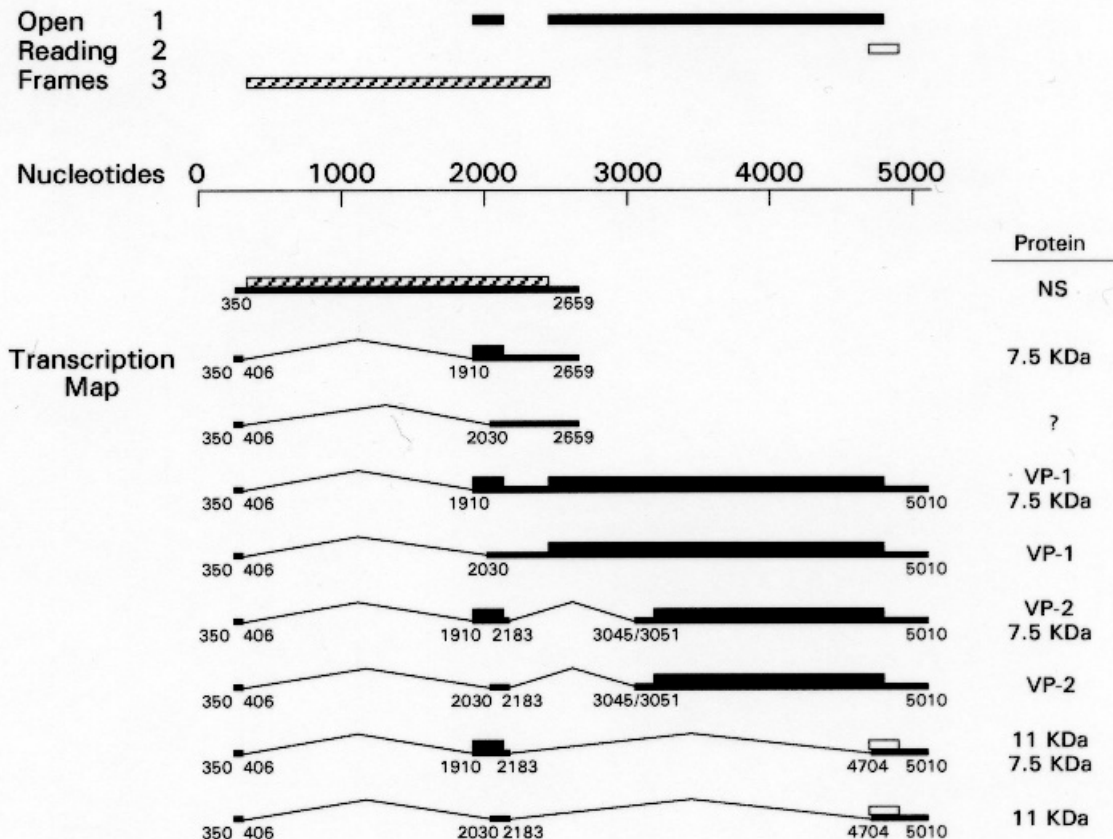 Open 1
Reading 2
Frames 3
Nucleotides 0 1000 2000 3000 4000 5000
Protein
350 2659 NS
Transcription Map
350 406 1910 2659 7.5 KDa
350 406 2030 2659 ?
VP-1
350 406 1910 5010 7.5 KDa
350 406 2030 5010 VP-1
VP-2
350 406 1910 2183 3045/3051 5010 7.5 KDa
350 406 2030 2183 3045/3051 5010 VP-2
11 KDa
350 406 1910 2183 4704 5010 7.5 KDa
350 406 2030 2183 4704 5010 11 KDa